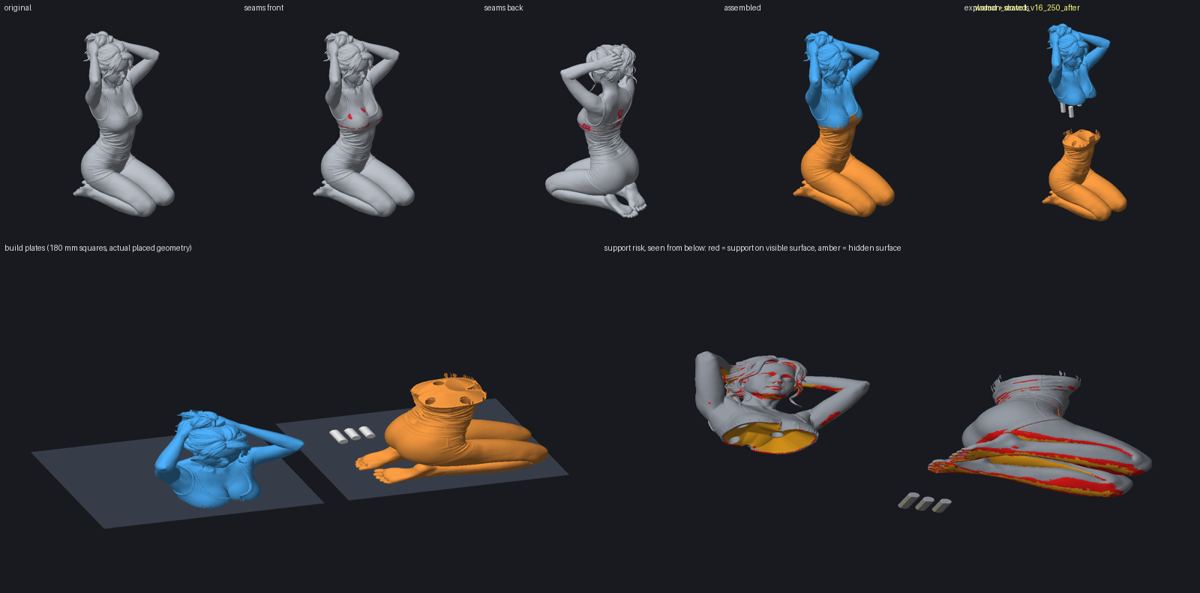 original
seams front
seams back
assembled
build plates (180 mm squares, actual placed geometry)
support risk, seen from below: red = support on visible surface, amber = hidden surface